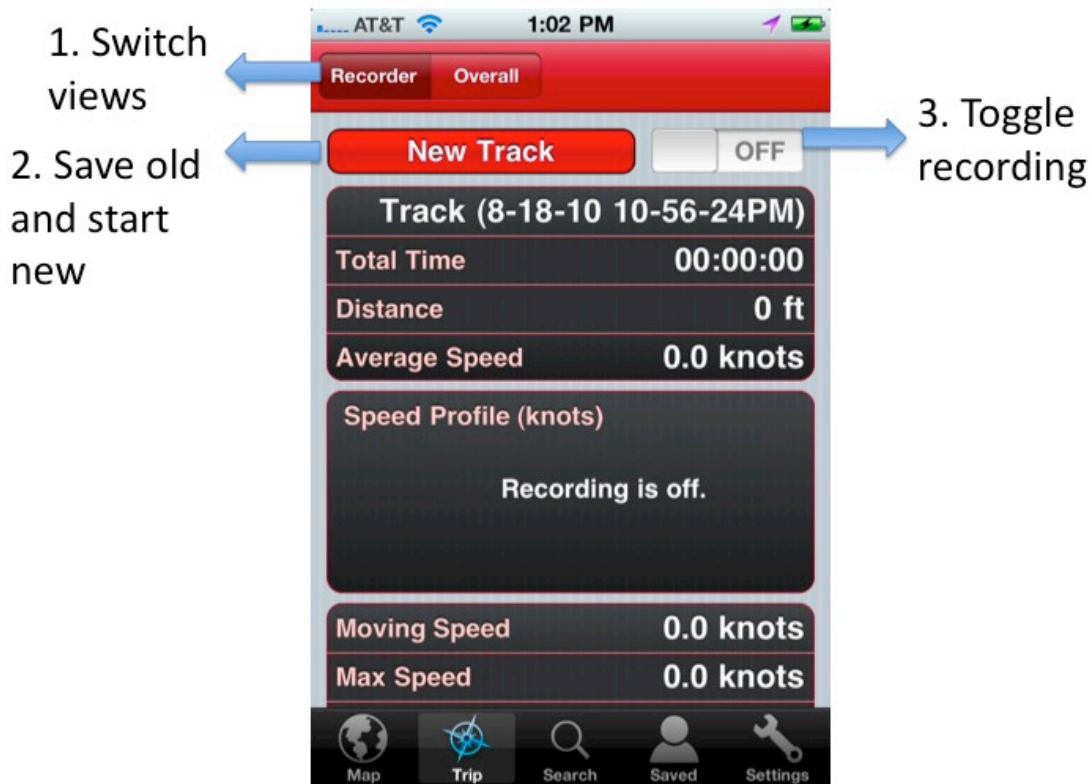 1. Switch
views
2. Save old
and start
new
AT&T 1:02 PM
Recorder Overall
New Track OFF
Track (8-18-10 10-56-24PM)
Total Time 00:00:00
Distance 0 ft
Average Speed 0.0 knots
Speed Profile (knots)
Recording is off.
Moving Speed 0.0 knots
Max Speed 0.0 knots
Map Trip Search Saved Settings
3. Toggle
recording